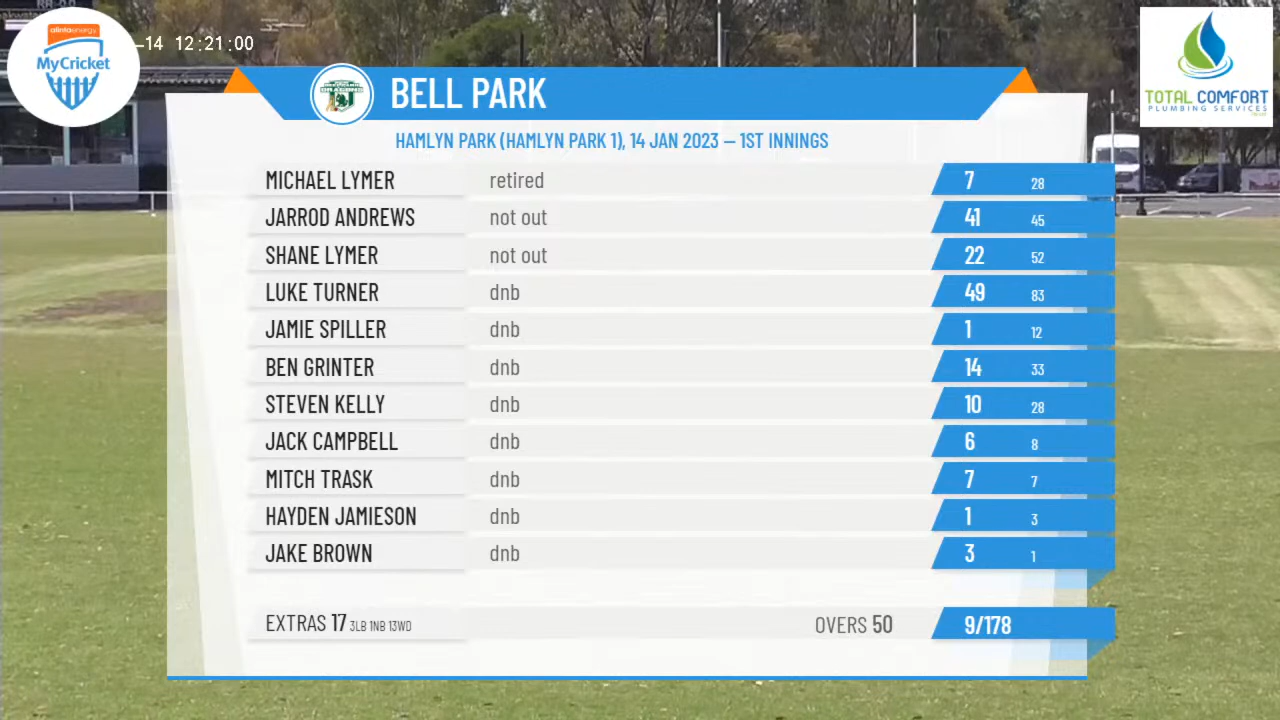 -14 12:21:00
alintaenergy
MyCricket
TOTAL COMFORT
PLUMBING SERVICES
BELL PARK
HAMLYN PARK (HAMLYN PARK 1), 14 JAN 2023 – 1ST INNINGS
MICHAEL LYMER retired 7 28
JARROD ANDREWS not out 41 45
SHANE LYMER not out 22 52
LUKE TURNER dnb 49 83
JAMIE SPILLER dnb 1 12
BEN GRINTER dnb 14 33
STEVEN KELLY dnb 10 28
JACK CAMPBELL dnb 6 8
MITCH TRASK dnb 7 7
HAYDEN JAMIESON dnb 1 3
JAKE BROWN dnb 3 1
EXTRAS 17 3LB 1NB 13WD OVERS 50 9/178